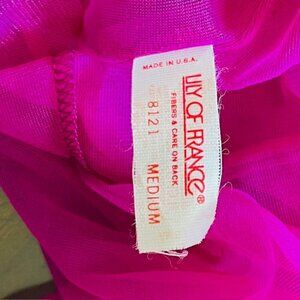 MADE IN U.S.A.
LILY OF FRANCE®
FIBERS & CARE ON BACK
8121 MEDIUM